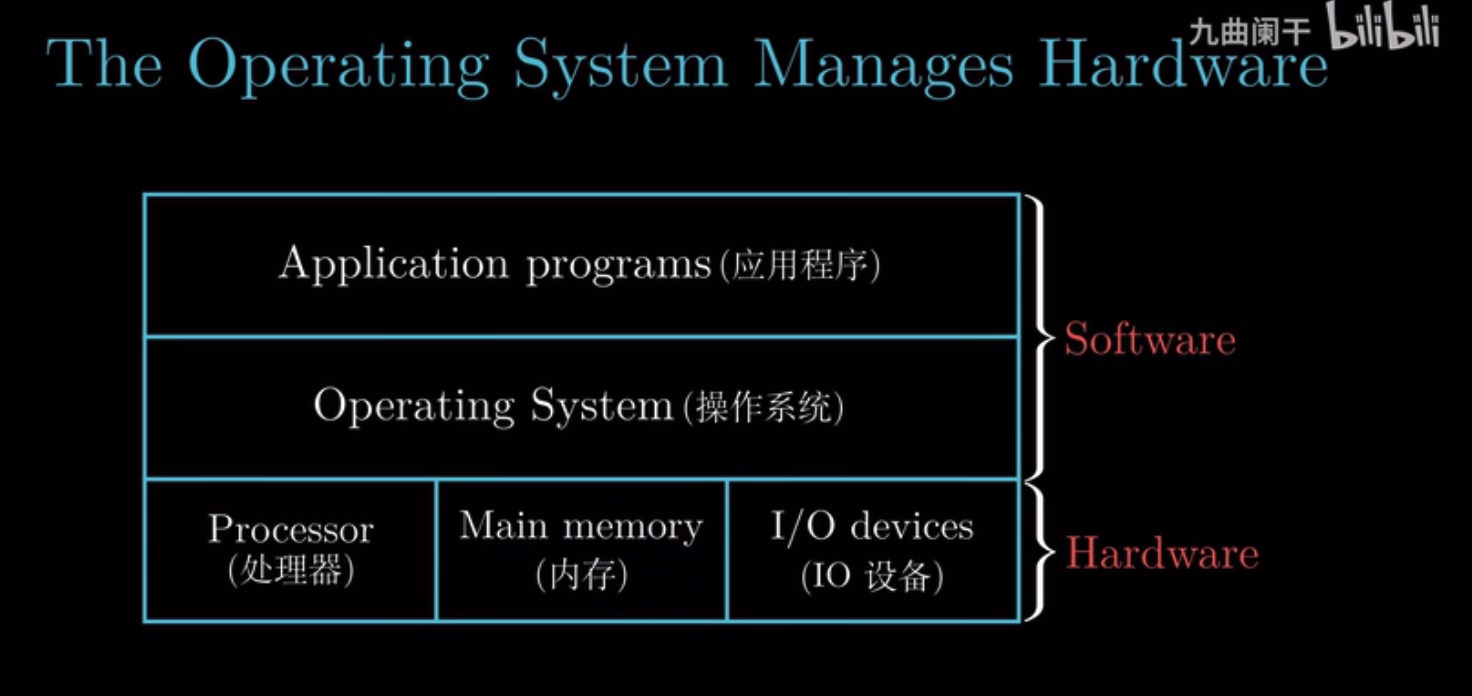 九曲阑干 bilibili
The Operating System Manages Hardware
Application programs (应用程序)
Software
Operating System (操作系统)
Processor
(处理器)
Main memory
(内存)
I/O devices
(IO 设备)
Hardware